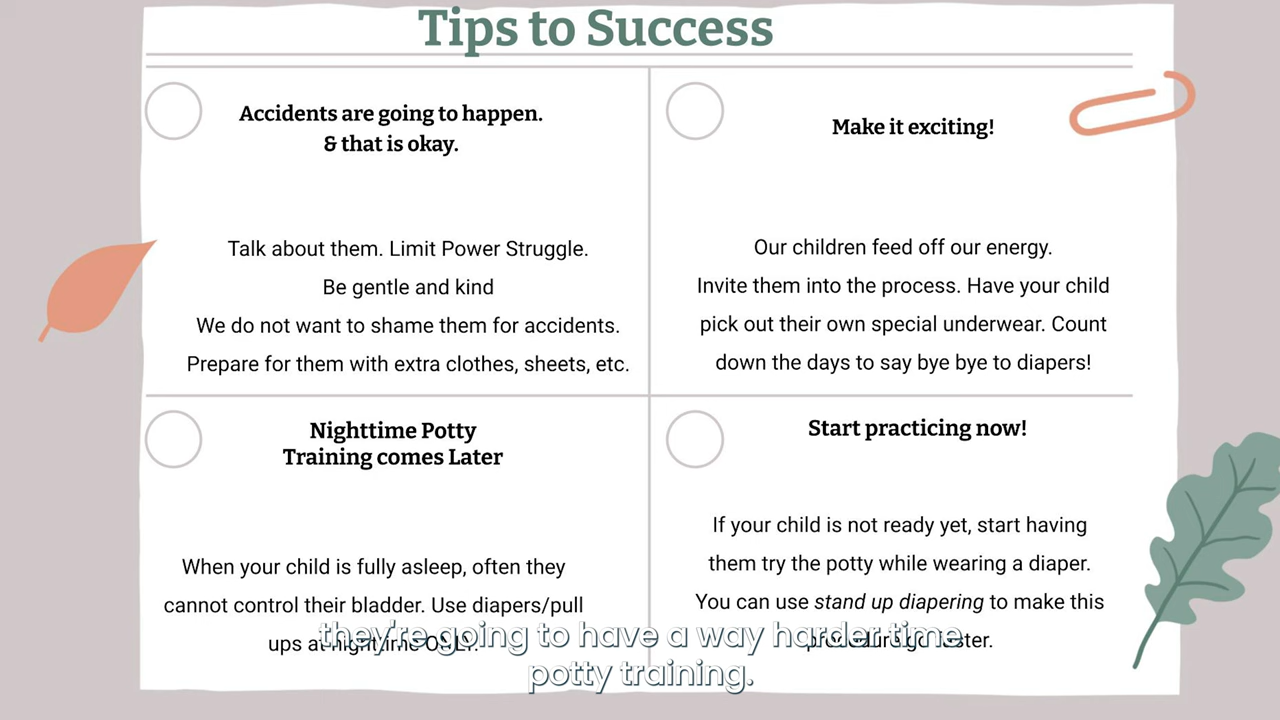 Tips to Success
Accidents are going to happen.
& that is okay.
Talk about them. Limit Power Struggle.
Be gentle and kind
We do not want to shame them for accidents.
Prepare for them with extra clothes, sheets, etc.
Make it exciting!
Our children feed off our energy.
Invite them into the process. Have your child
pick out their own special underwear. Count
down the days to say bye bye to diapers!
Nighttime Potty
Training comes Later
When your child is fully asleep, often they
cannot control their bladder. Use diapers/pull
ups at nighttime ONLY.
Start practicing now!
If your child is not ready yet, start having
them try the potty while wearing a diaper.
You can use stand up diapering to make this
they're going to have a way harder time
potty training.